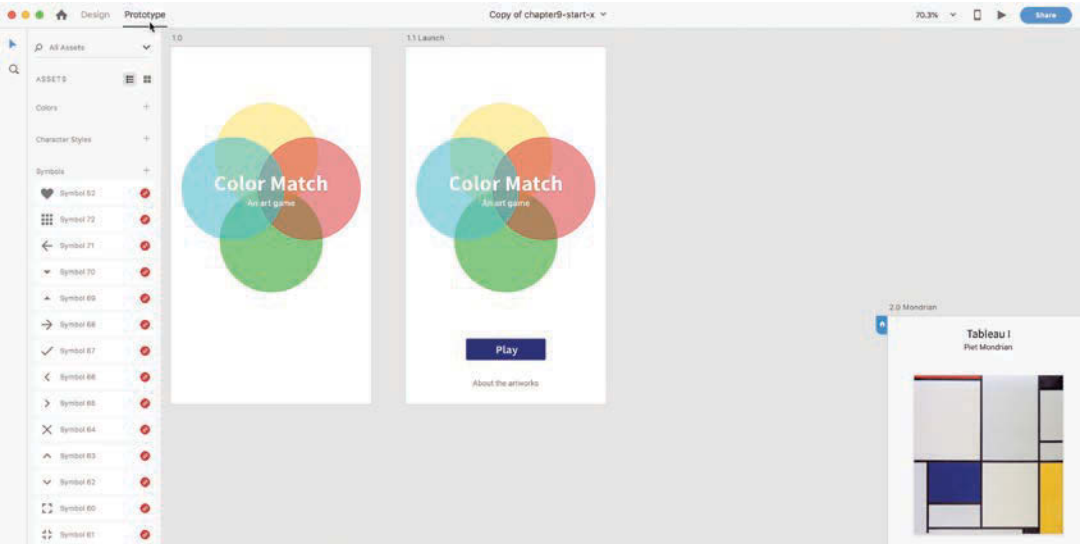 Design Prototype
Copy of chapter9-start-x
70.3%
Share
All Assets
ASSETS
Colors
Character Styles
Symbols
Symbol 52
Symbol 72
Symbol 71
Symbol 70
Symbol 69
Symbol 68
Symbol 67
Symbol 66
Symbol 65
Symbol 64
Symbol 63
Symbol 62
Symbol 60
Symbol 61
1.0
Color Match
An art game
1.1 Launch
Color Match
An art game
Play
About the artworks
2.0 Mondrian
Tableau I
Piet Mondrian